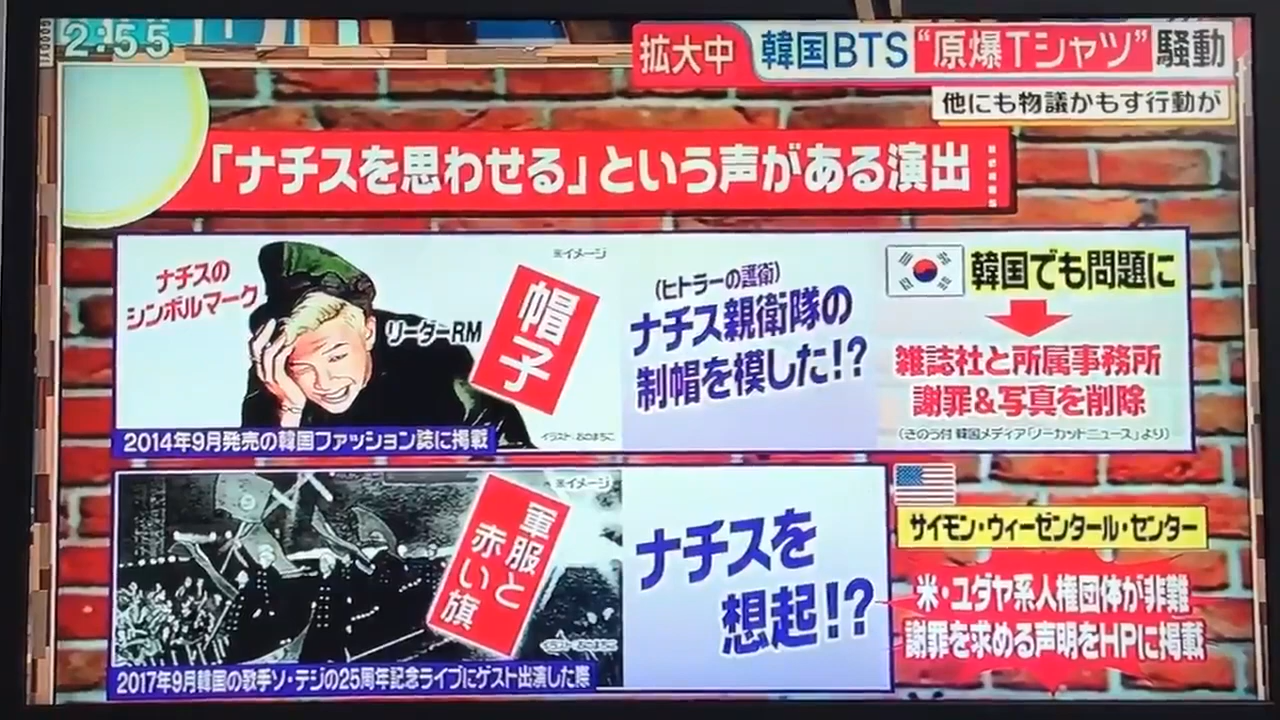 2:55
拡大中
韓国BTS“原爆Tシャツ”騒動
他にも物議かもす行動が
「ナチスを思わせる」という声がある演出
ナチスの
シンボルマーク
※イメージ
リーダーRM
帽子
2014年9月発売の韓国ファッション誌に掲載
(ヒトラーの護衛)
ナチス親衛隊の
制帽を模した!?
韓国でも問題に
雑誌社と所属事務所
謝罪&写真を削除
(きのう付 韓国メディア「ノーカットニュース」より)
※イメージ
軍服と
赤い旗
2017年9月韓国の歌手ソ・テジの25周年記念ライブにゲスト出演した際
ナチスを
想起!?
サイモン・ウィーゼンタール・センター
米・ユダヤ系人権団体が非難
謝罪を求める声明をHPに掲載